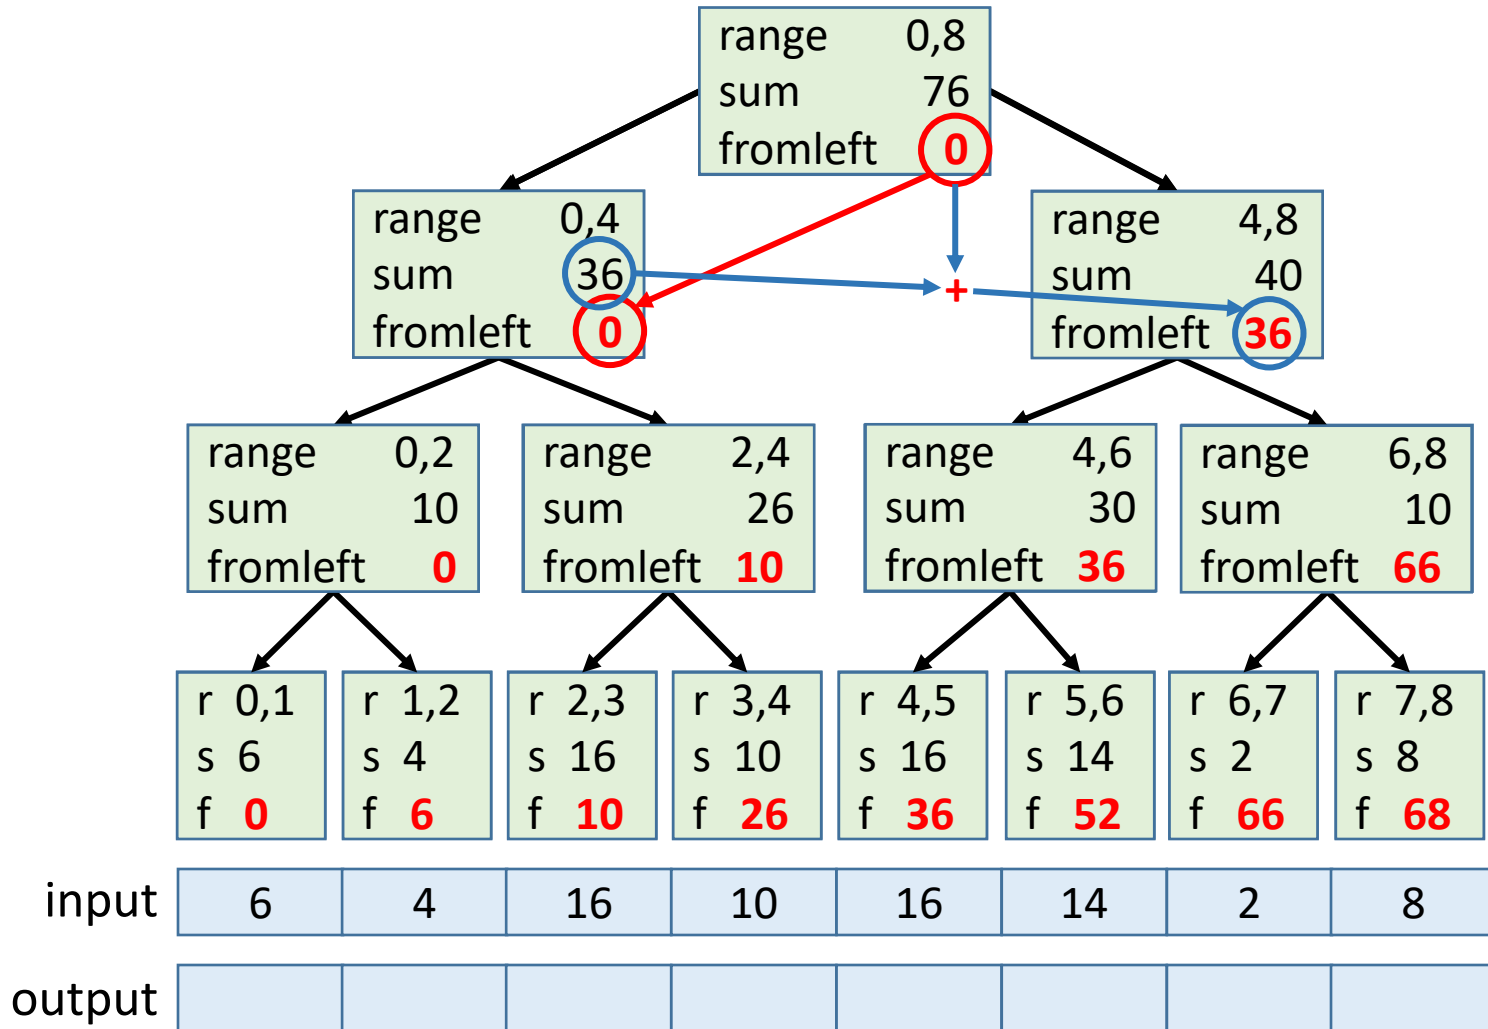 range 0,8
sum 76
fromleft 0
range 0,4
sum 36
fromleft 0
+
range 4,8
sum 40
fromleft 36
range 0,2
sum 10
fromleft 0
range 2,4
sum 26
fromleft 10
range 4,6
sum 30
fromleft 36
range 6,8
sum 10
fromleft 66
r 0,1
s 6
f 0
r 1,2
s 4
f 6
r 2,3
s 16
f 10
r 3,4
s 10
f 26
r 4,5
s 16
f 36
r 5,6
s 14
f 52
r 6,7
s 2
f 66
r 7,8
s 8
f 68
input 6 4 16 10 16 14 2 8
output